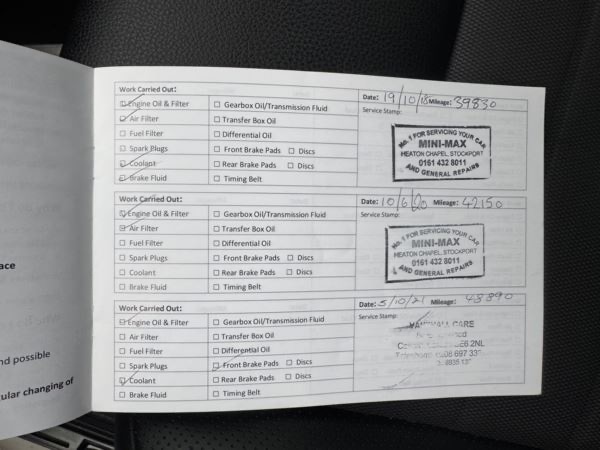 Work Carried Out:
Date: 19/10/18 Mileage: 39830
Engine Oil & Filter
Gearbox Oil/Transmission Fluid
Service Stamp:
Air Filter
Transfer Box Oil
Fuel Filter
Differential Oil
Spark Plugs
Front Brake Pads Discs
Coolant
Rear Brake Pads Discs
Brake Fluid
Timing Belt
No. 1 FOR SERVICING YOUR CAR
MINI-MAX
HEATON CHAPEL, STOCKPORT
0161 432 8011
AND GENERAL REPAIRS
Work Carried Out:
Date: 10/6/20 Mileage: 42150
Engine Oil & Filter
Gearbox Oil/Transmission Fluid
Service Stamp:
Air Filter
Transfer Box Oil
Fuel Filter
Differential Oil
Spark Plugs
Front Brake Pads Discs
Coolant
Rear Brake Pads Discs
Brake Fluid
Timing Belt
No. 1 FOR SERVICING YOUR CAR
MINI-MAX
HEATON CHAPEL, STOCKPORT
0161 432 8011
AND GENERAL REPAIRS
Work Carried Out:
Date: 5/10/21 Mileage: 48890
Engine Oil & Filter
Gearbox Oil/Transmission Fluid
Service Stamp:
Air Filter
Transfer Box Oil
Fuel Filter
Differential Oil
Spark Plugs
Front Brake Pads Discs
Coolant
Rear Brake Pads Discs
Brake Fluid
Timing Belt
CARE
2NL
697
ace
nd possible
ular changing of